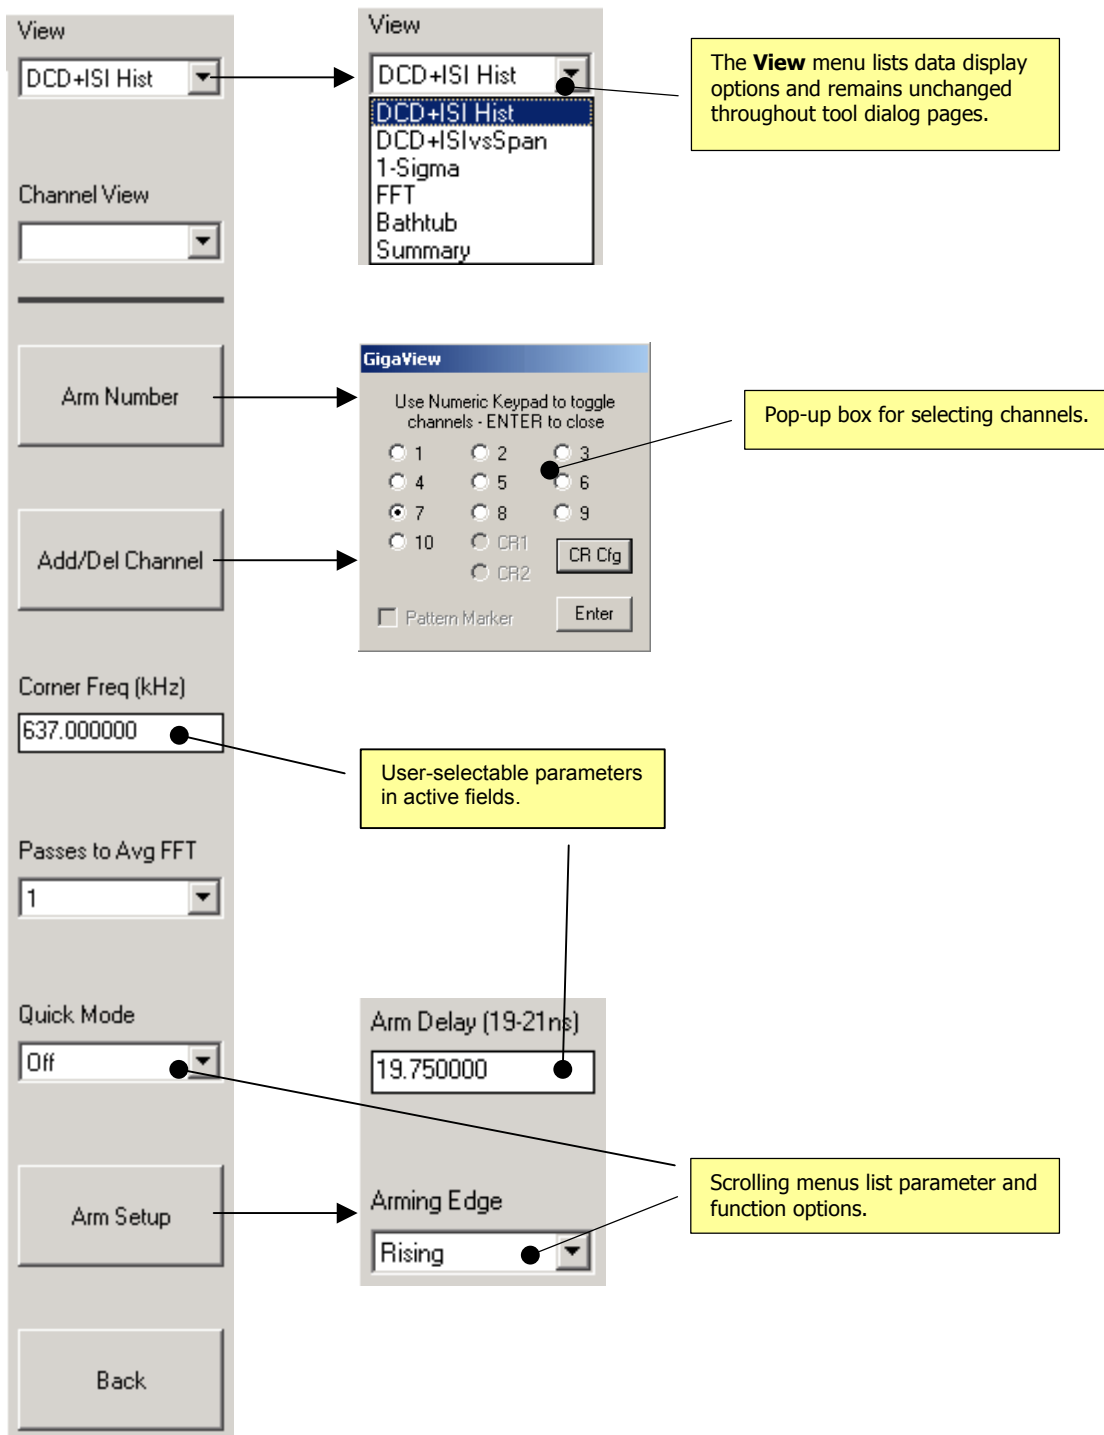 View
DCD+ISI Hist
Channel View
Arm Number
Add/Del Channel
Corner Freq (kHz)
637.000000
Passes to Avg FFT
1
Quick Mode
Off
Arm Setup
Back
View
DCD+ISI Hist
DCD+ISI Hist
DCD+ISIvsSpan
1-Sigma
FFT
Bathtub
Summary
The View menu lists data display
options and remains unchanged
throughout tool dialog pages.
GigaView
Use Numeric Keypad to toggle
channels - ENTER to close
1 2 3
4 5 6
7 8 9
10 CR1
CR2
CR Cfg
Pattern Marker
Enter
Pop-up box for selecting channels.
User-selectable parameters
in active fields.
Arm Delay (19-21ns)
19.750000
Arming Edge
Rising
Scrolling menus list parameter and
function options.